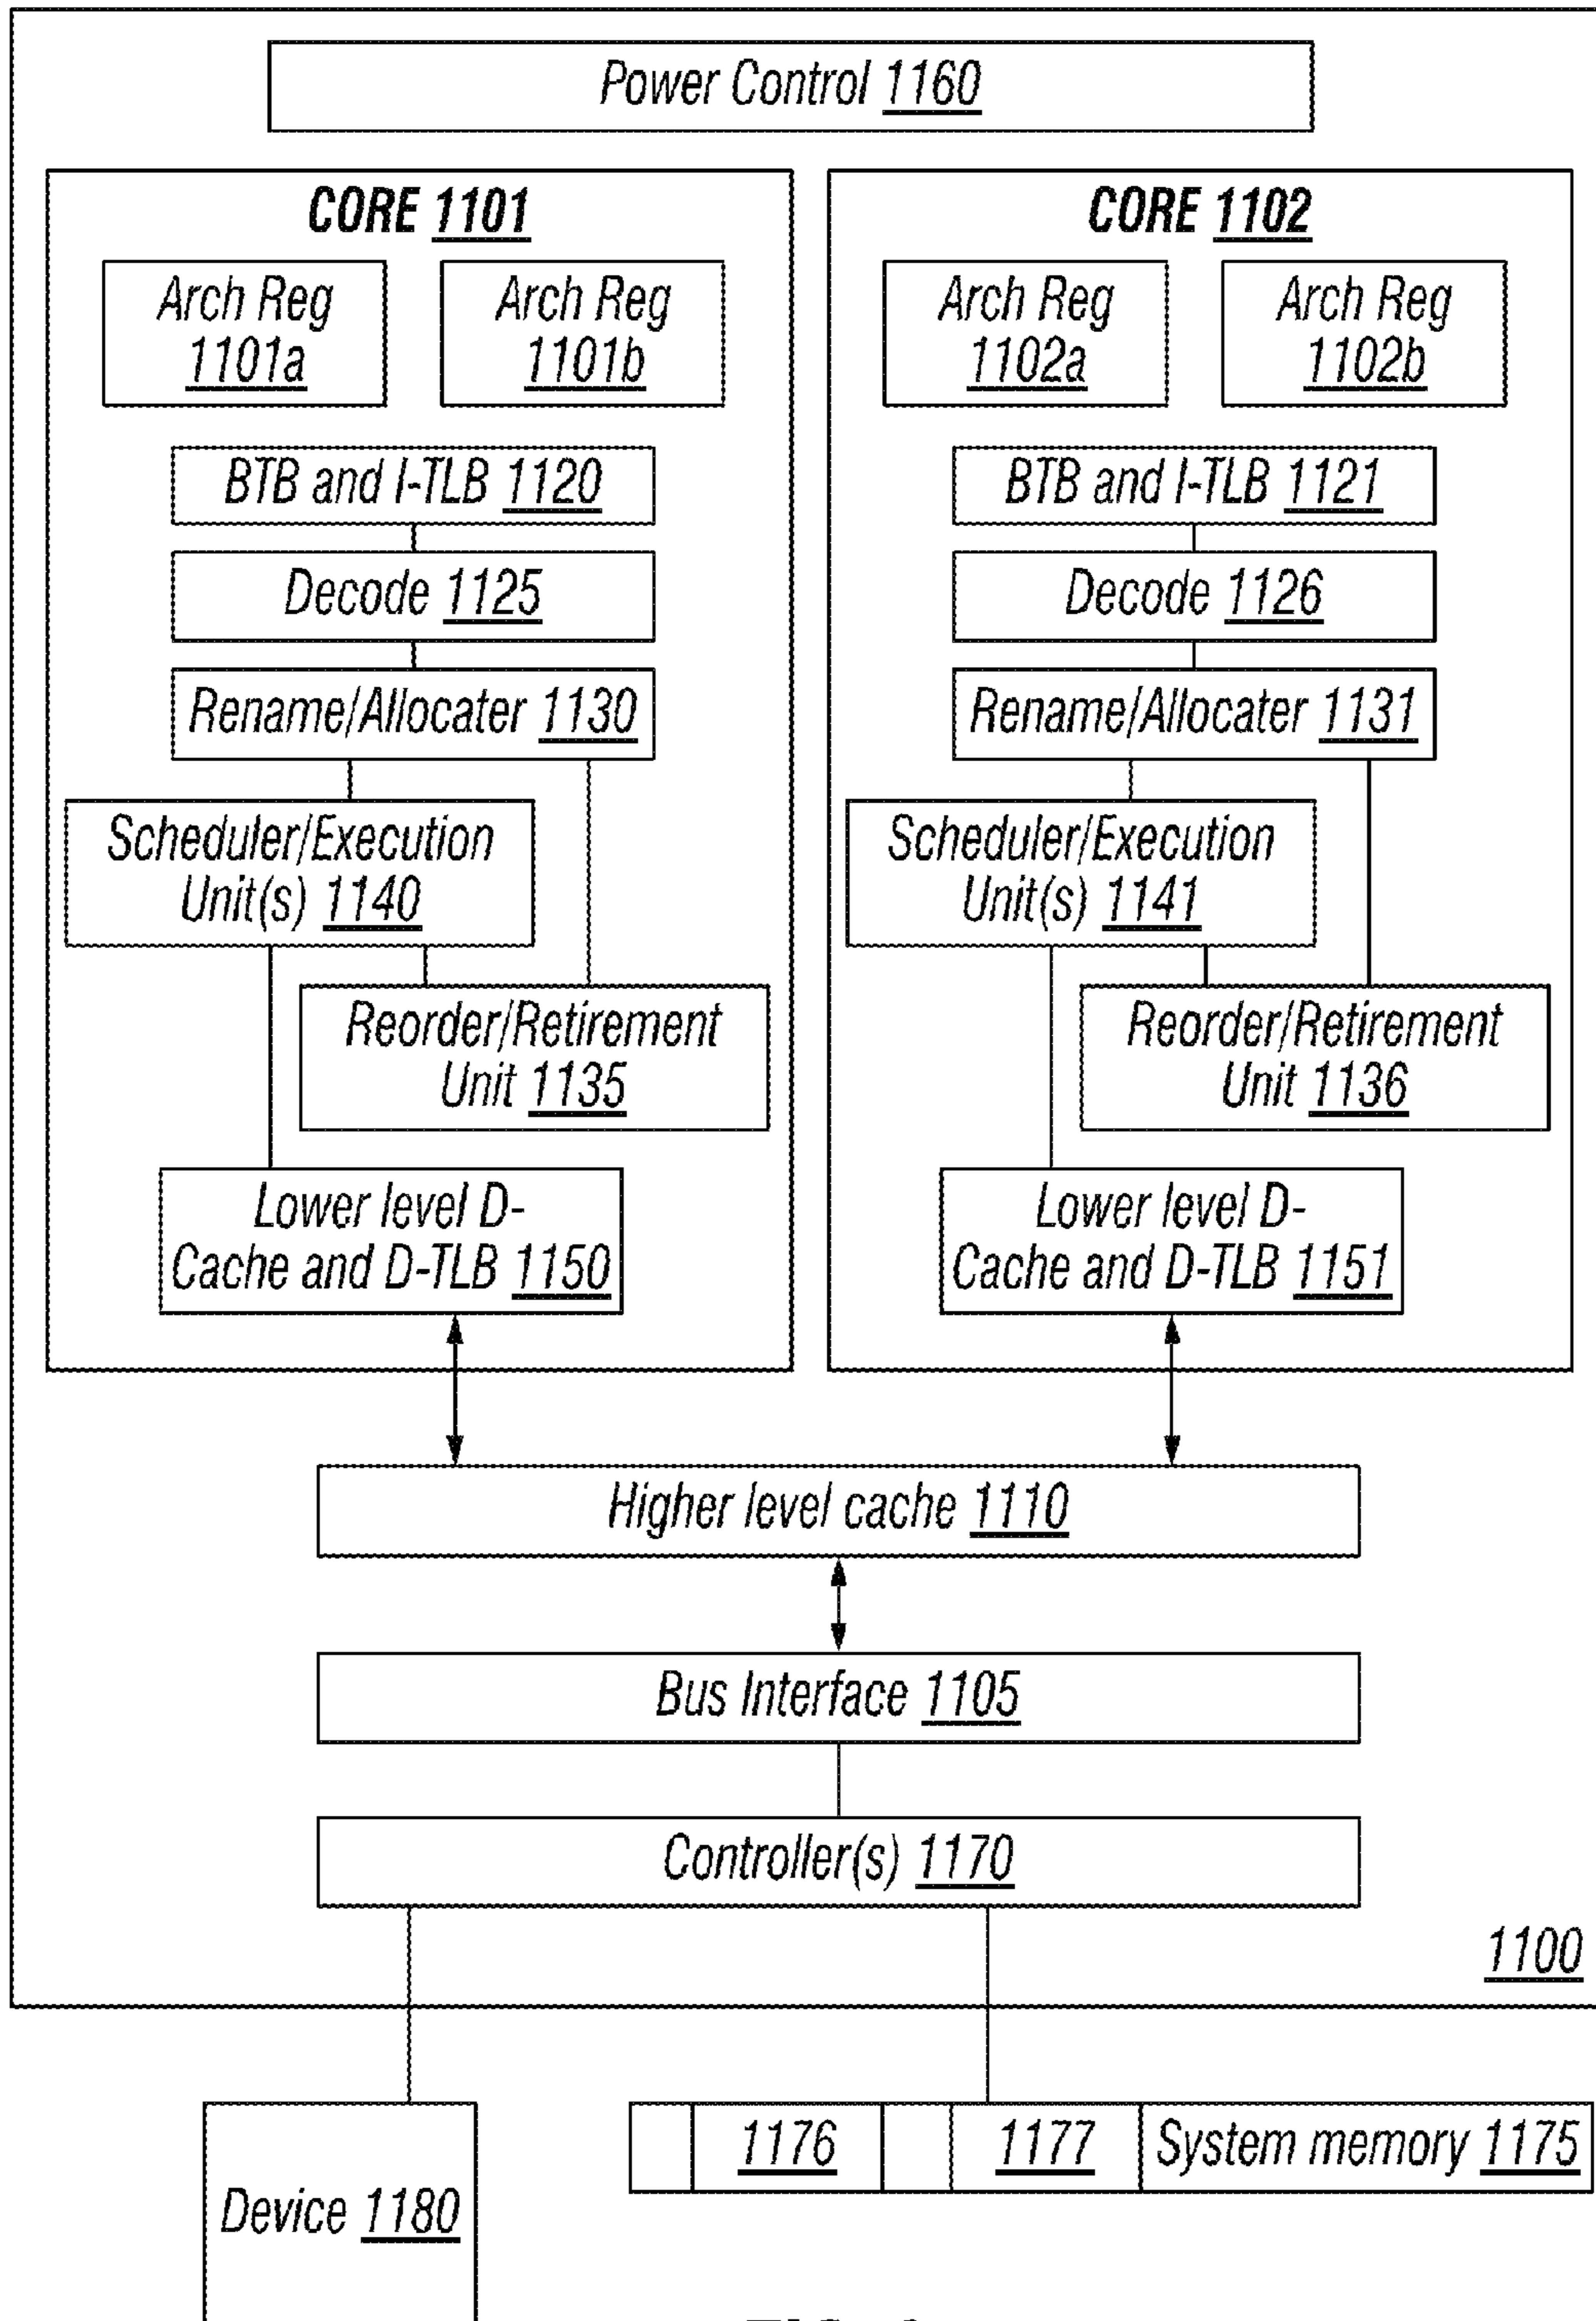 Power Control 1160
CORE 1101
Arch Reg
1101a
Arch Reg
1101b
BTB and I-TLB 1120
Decode 1125
Rename/Allocater 1130
Scheduler/Execution
Unit(s) 1140
Reorder/Retirement
Unit 1135
Lower level D-
Cache and D-TLB 1150
CORE 1102
Arch Reg
1102a
Arch Reg
1102b
BTB and I-TLB 1121
Decode 1126
Rename/Allocater 1131
Scheduler/Execution
Unit(s) 1141
Reorder/Retirement
Unit 1136
Lower level D-
Cache and D-TLB 1151
Higher level cache 1110
Bus Interface 1105
Controller(s) 1170
1100
1176
1177
System memory 1175
Device 1180